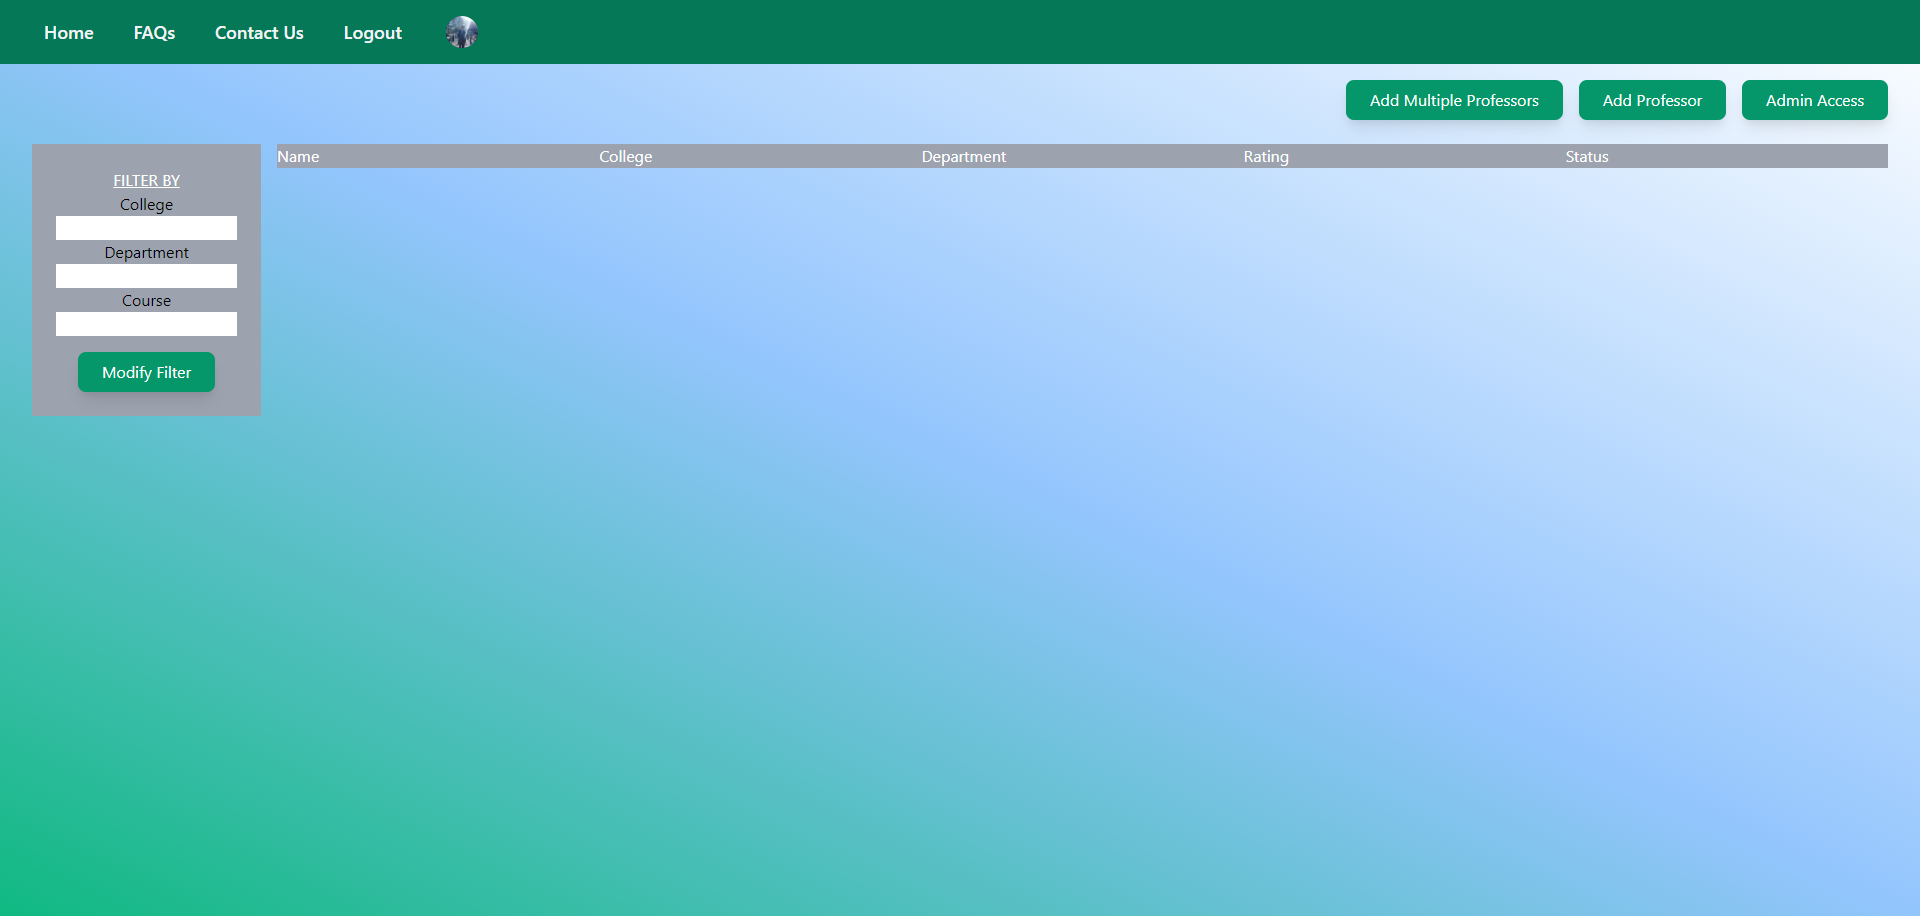 Home FAQs Contact Us Logout
Add Multiple Professors Add Professor Admin Access
Name College Department Rating Status
FILTER BY
College
Department
Course
Modify Filter